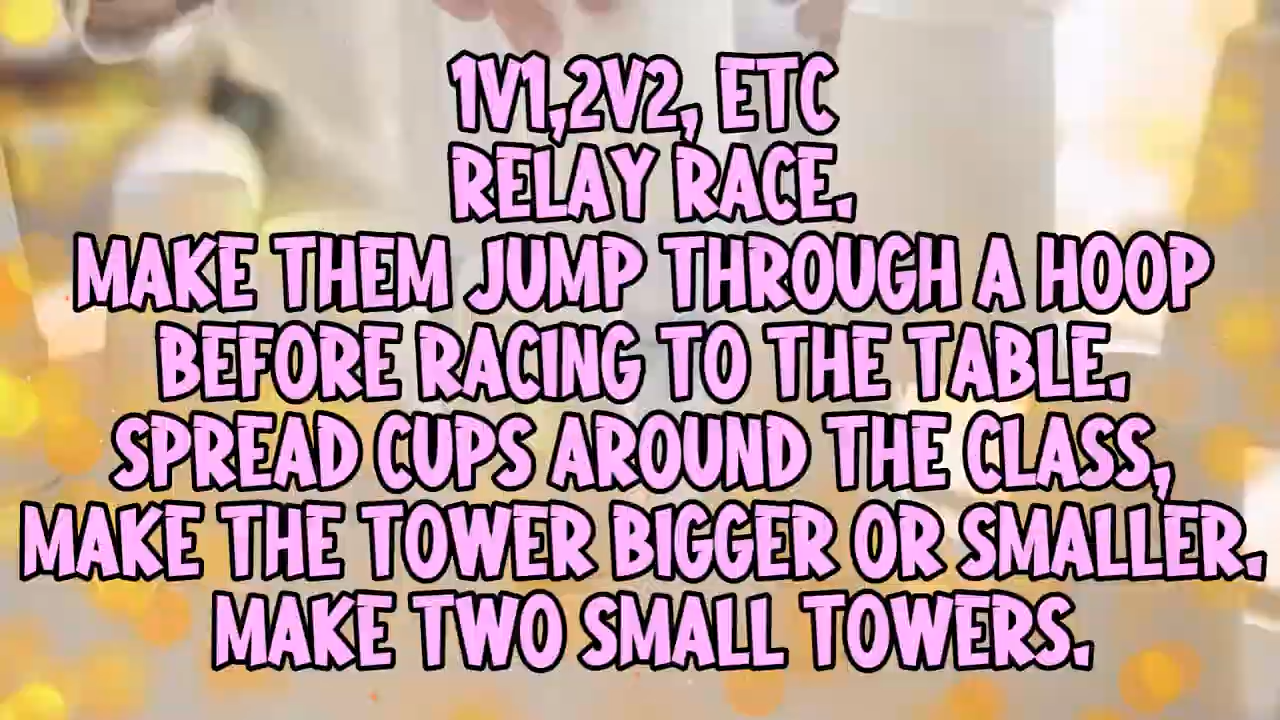 1V1,2V2, ETC
RELAY RACE.
MAKE THEM JUMP THROUGH A HOOP
BEFORE RACING TO THE TABLE.
SPREAD CUPS AROUND THE CLASS,
MAKE THE TOWER BIGGER OR SMALLER.
MAKE TWO SMALL TOWERS.